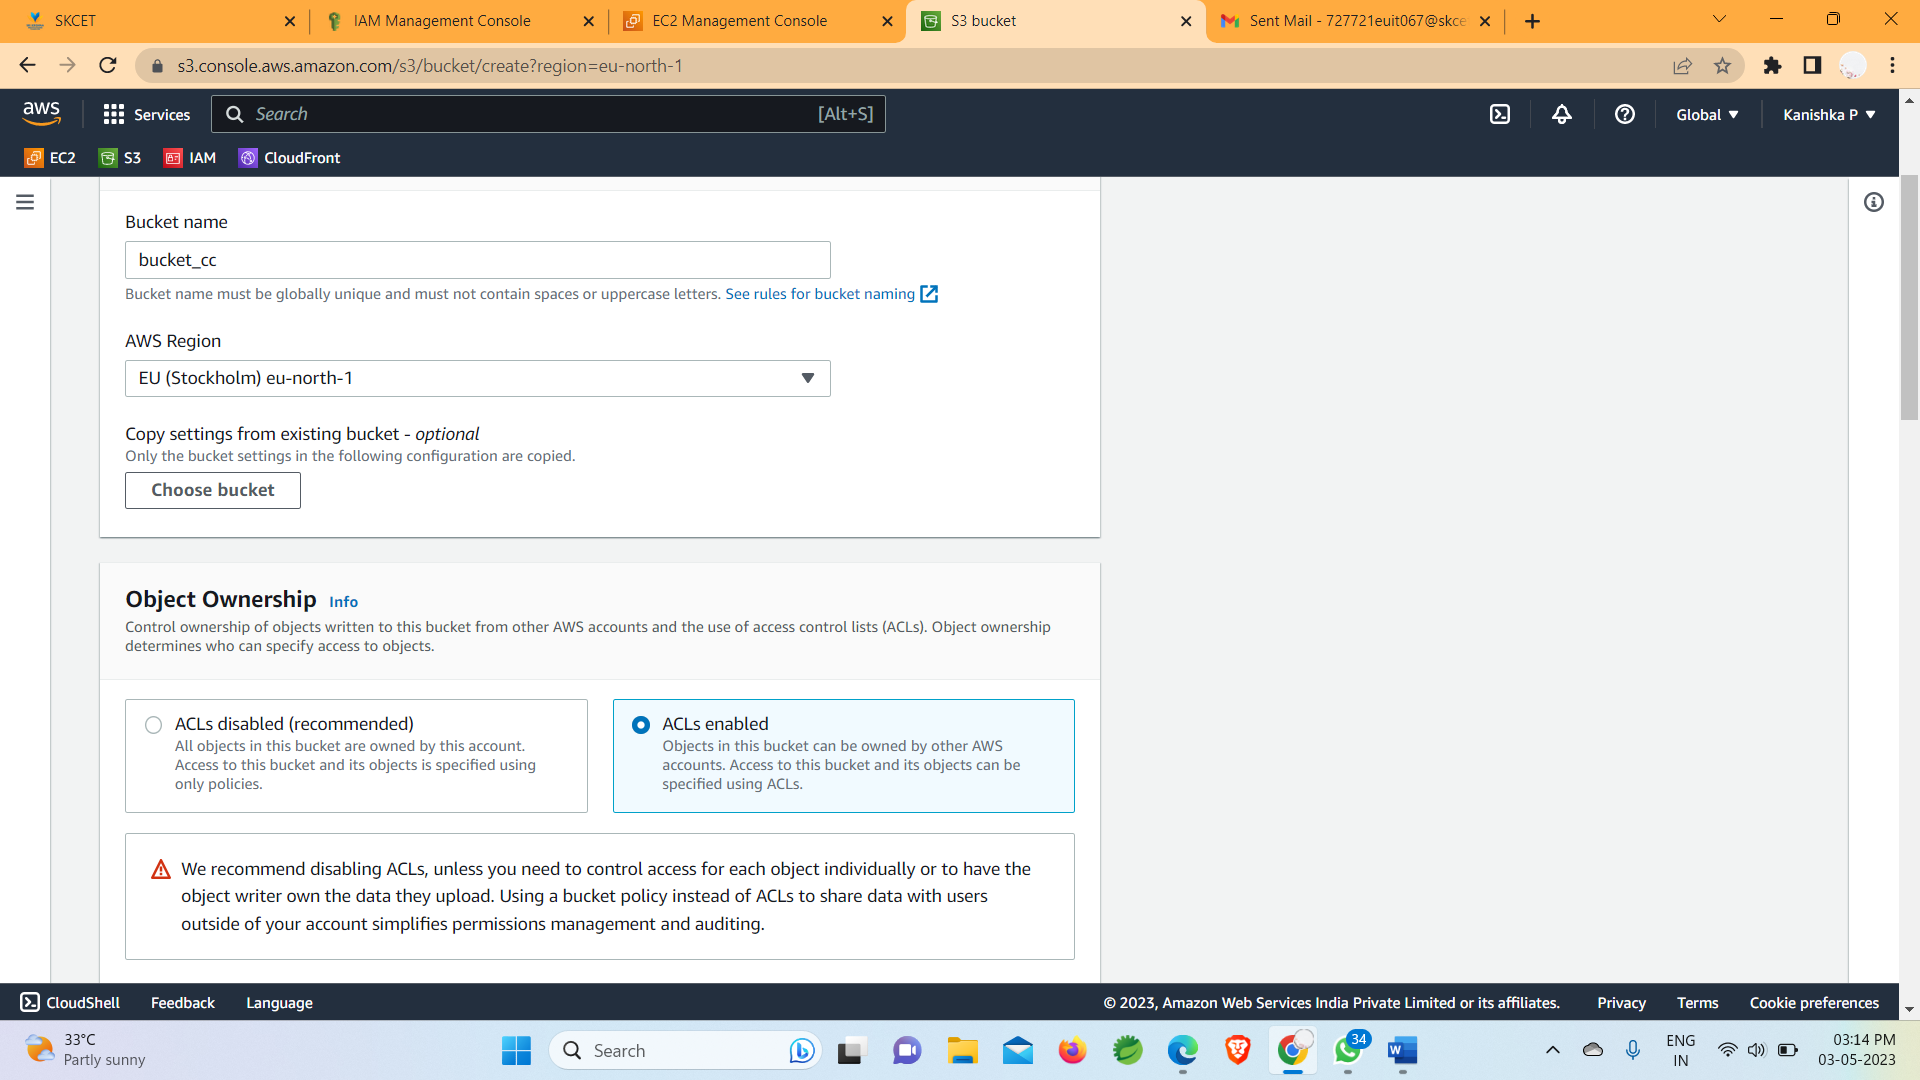 SKCET
IAM Management Console
EC2 Management Console
S3 bucket
Sent Mail - 727721euit067@skce
s3.console.aws.amazon.com/s3/bucket/create?region=eu-north-1
aws
Services
Search
[Alt+S]
Global
Kanishka P
EC2
S3
IAM
CloudFront
Bucket name
bucket_cc
Bucket name must be globally unique and must not contain spaces or uppercase letters. See rules for bucket naming
AWS Region
EU (Stockholm) eu-north-1
Copy settings from existing bucket - optional
Only the bucket settings in the following configuration are copied.
Choose bucket
Object Ownership Info
Control ownership of objects written to this bucket from other AWS accounts and the use of access control lists (ACLs). Object ownership
determines who can specify access to objects.
ACLs disabled (recommended)
All objects in this bucket are owned by this account.
Access to this bucket and its objects is specified using
only policies.
ACLs enabled
Objects in this bucket can be owned by other AWS
accounts. Access to this bucket and its objects can be
specified using ACLs.
We recommend disabling ACLs, unless you need to control access for each object individually or to have the
object writer own the data they upload. Using a bucket policy instead of ACLs to share data with users
outside of your account simplifies permissions management and auditing.
CloudShell
Feedback
Language
© 2023, Amazon Web Services India Private Limited or its affiliates.
Privacy
Terms
Cookie preferences
33°C
Partly sunny
Search
34
ENG
IN
03:14 PM
03-05-2023